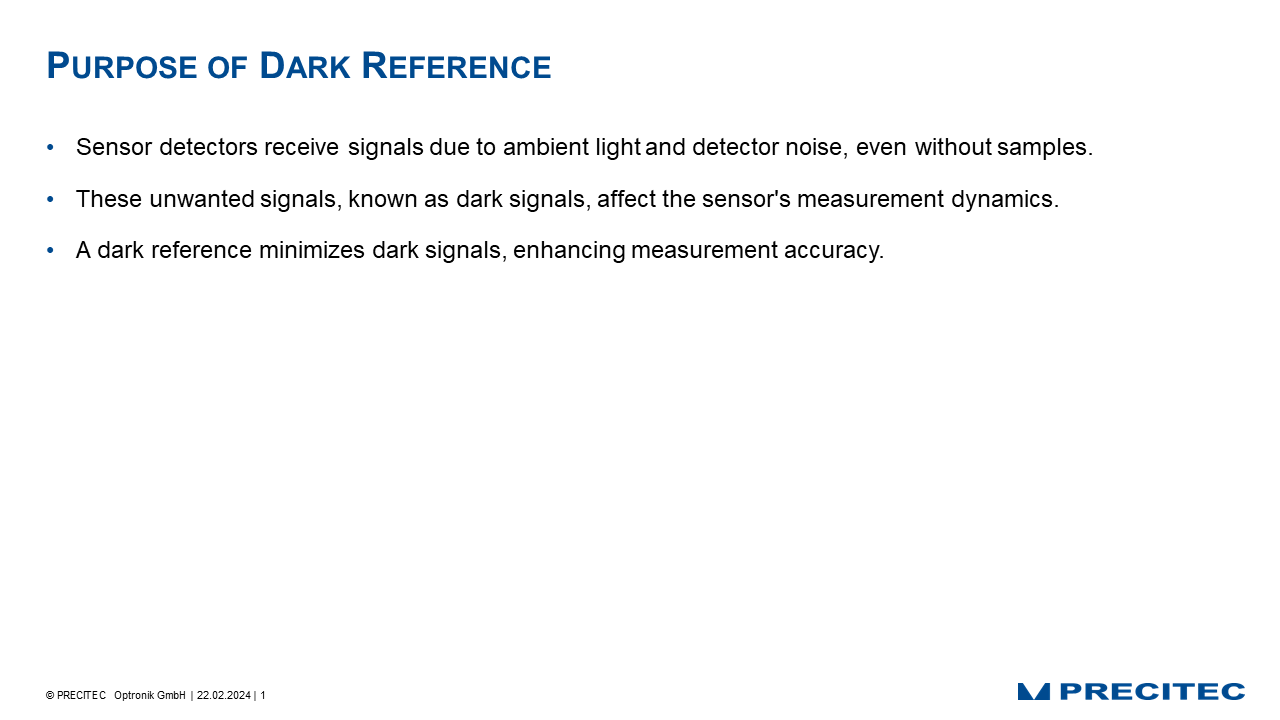 PURPOSE OF DARK REFERENCE
• Sensor detectors receive signals due to ambient light and detector noise, even without samples.
• These unwanted signals, known as dark signals, affect the sensor's measurement dynamics.
• A dark reference minimizes dark signals, enhancing measurement accuracy.
© PRECITEC Optronik GmbH | 22.02.2024 | 1
PRECITEC